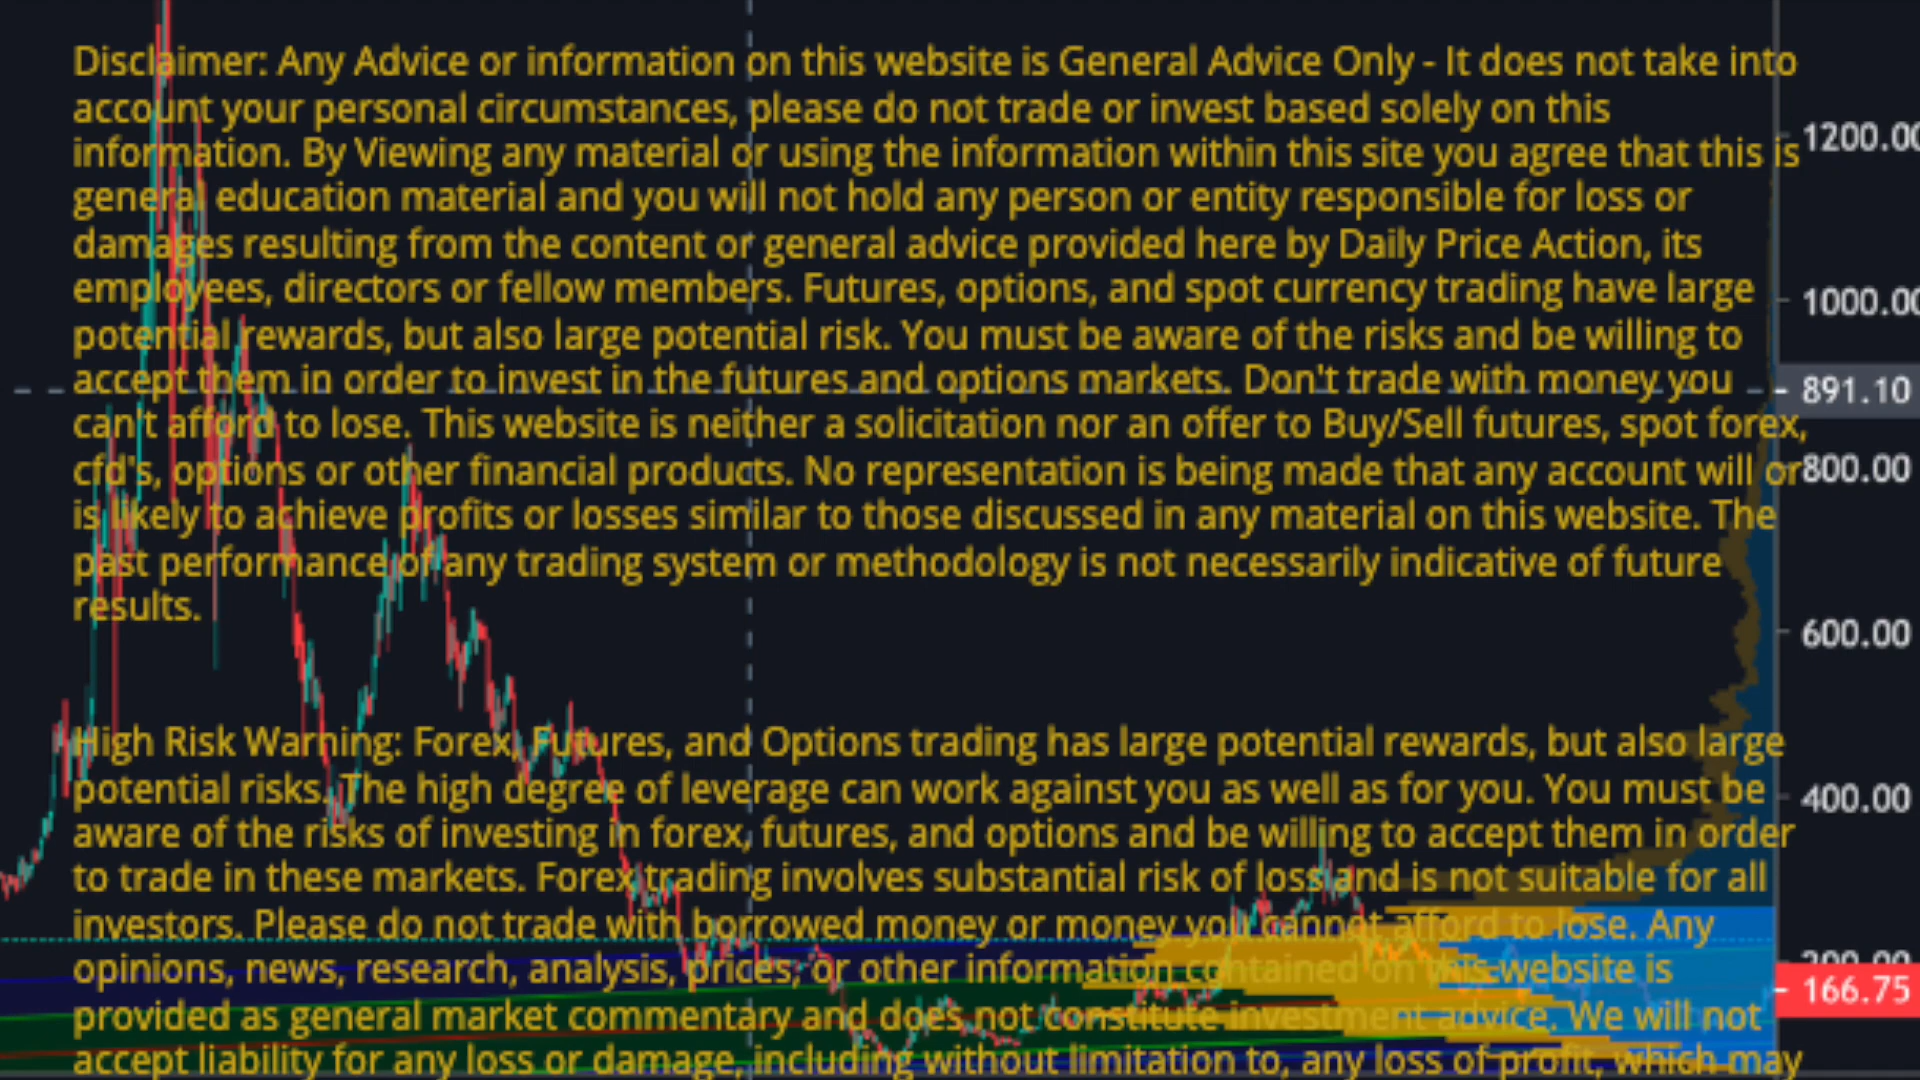 Disclaimer: Any Advice or information on this website is General Advice Only - It does not take into
account your personal circumstances, please do not trade or invest based solely on this
information. By Viewing any material or using the information within this site you agree that this is
general education material and you will not hold any person or entity responsible for loss or
damages resulting from the content or general advice provided here by Daily Price Action, its
employees, directors or fellow members. Futures, options, and spot currency trading have large
potential rewards, but also large potential risk. You must be aware of the risks and be willing to
accept them in order to invest in the futures and options markets. Don't trade with money you
can't afford to lose. This website is neither a solicitation nor an offer to Buy/Sell futures, spot forex,
cfd's, options or other financial products. No representation is being made that any account will or
is likely to achieve profits or losses similar to those discussed in any material on this website. The
past performance of any trading system or methodology is not necessarily indicative of future
results.
High Risk Warning: Forex, Futures, and Options trading has large potential rewards, but also large
potential risks. The high degree of leverage can work against you as well as for you. You must be
aware of the risks of investing in forex, futures, and options and be willing to accept them in order
to trade in these markets. Forex trading involves substantial risk of loss and is not suitable for all
investors. Please do not trade with borrowed money or money you cannot afford to lose. Any
opinions, news, research, analysis, prices, or other information contained on this website is
provided as general market commentary and does not constitute investment advice. We will not
accept liability for any loss or damage, including without limitation to, any loss of profit, which may
1200.00
1000.00
891.10
800.00
600.00
400.00
200.00
166.75